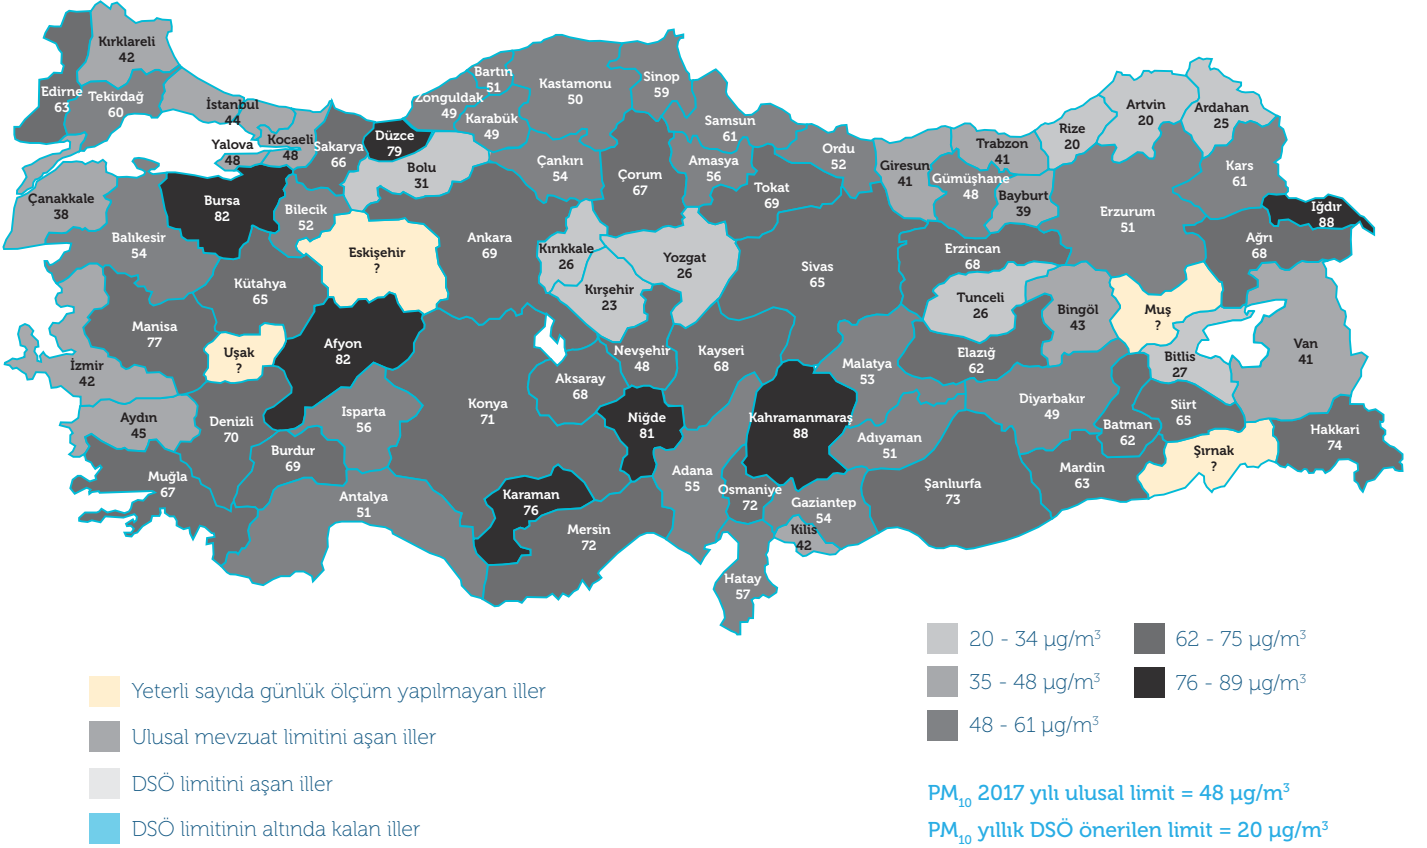 Kırklareli
42
Edirne
63
Tekirdağ
60
İstanbul
44
Yalova
48
Kocaeli
48
Sakarya
66
Düzce
79
Bolu
31
Zonguldak
49
Bartın
51
Karabük
49
Kastamonu
50
Sinop
59
Çankırı
54
Samsun
61
Amasya
56
Çorum
67
Tokat
69
Ordu
52
Giresun
41
Gümüşhane
48
Trabzon
41
Bayburt
39
Rize
20
Artvin
20
Ardahan
25
Kars
61
Iğdır
88
Ağrı
68
Erzurum
51
Erzincan
68
Tunceli
26
Bingöl
43
Muş
?
Bitlis
27
Van
41
Hakkari
74
Şırnak
?
Siirt
65
Batman
62
Mardin
63
Diyarbakır
49
Elazığ
62
Malatya
53
Adıyaman
51
Şanlıurfa
73
Gaziantep
54
Kilis
42
Hatay
57
Osmaniye
72
Kahramanmaraş
88
Adana
55
Mersin
72
Karaman
76
Niğde
81
Kayseri
68
Sivas
65
Yozgat
26
Kırıkkale
26
Kırşehir
23
Nevşehir
48
Aksaray
68
Konya
71
Ankara
69
Eskişehir
?
Bilecik
52
Bursa
82
Çanakkale
38
Balıkesir
54
Kütahya
65
Manisa
77
Uşak
?
Afyon
82
İzmir
42
Aydın
45
Denizli
70
Isparta
56
Burdur
69
Muğla
67
Antalya
51
Yeterli sayıda günlük ölçüm yapılmayan iller
Ulusal mevzuat limitini aşan iller
DSÖ limitini aşan iller
DSÖ limitinin altında kalan iller
20 - 34 µg/m³
35 - 48 µg/m³
48 - 61 µg/m³
62 - 75 µg/m³
76 - 89 µg/m³
PM₁₀ 2017 yılı ulusal limit = 48 µg/m³
PM₁₀ yıllık DSÖ önerilen limit = 20 µg/m³